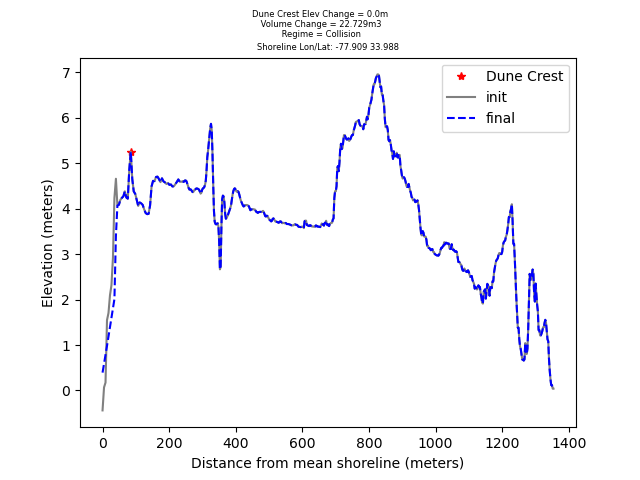 Dune Crest Elev Change = 0.0m
Volume Change = 22.729m3
Regime = Collision
Shoreline Lon/Lat: -77.909 33.988
7
6
5
4
3
2
1
0
Elevation (meters)
Dune Crest
init
final
0 200 400 600 800 1000 1200 1400
Distance from mean shoreline (meters)